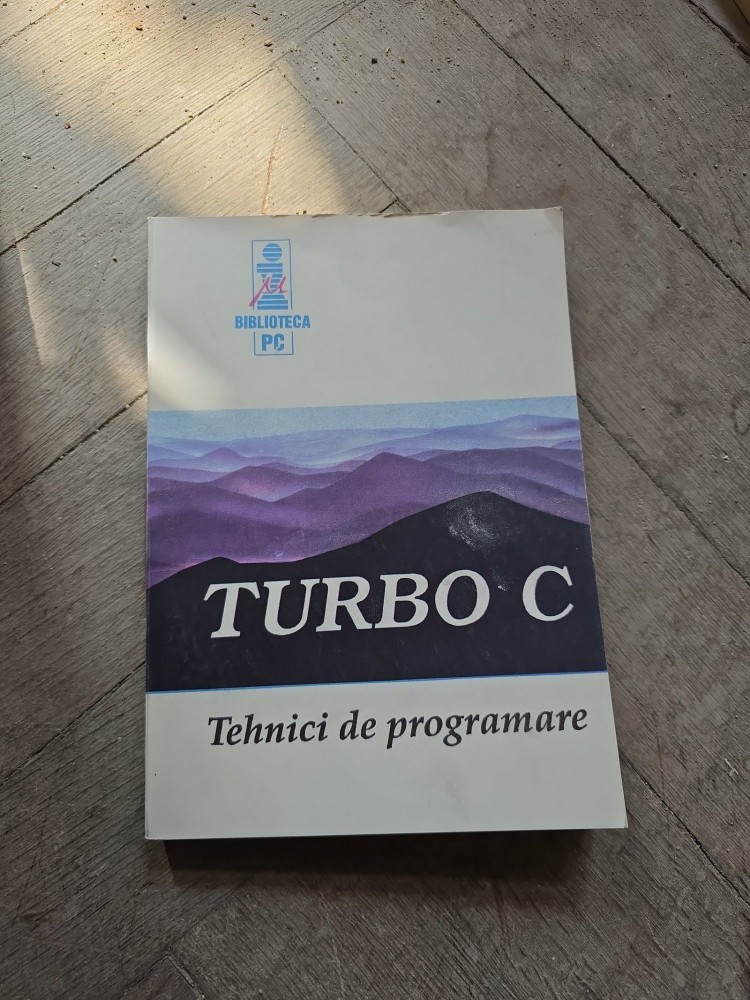 μ
BIBLIOTECA
PC
TURBO C
Tehnici de programare